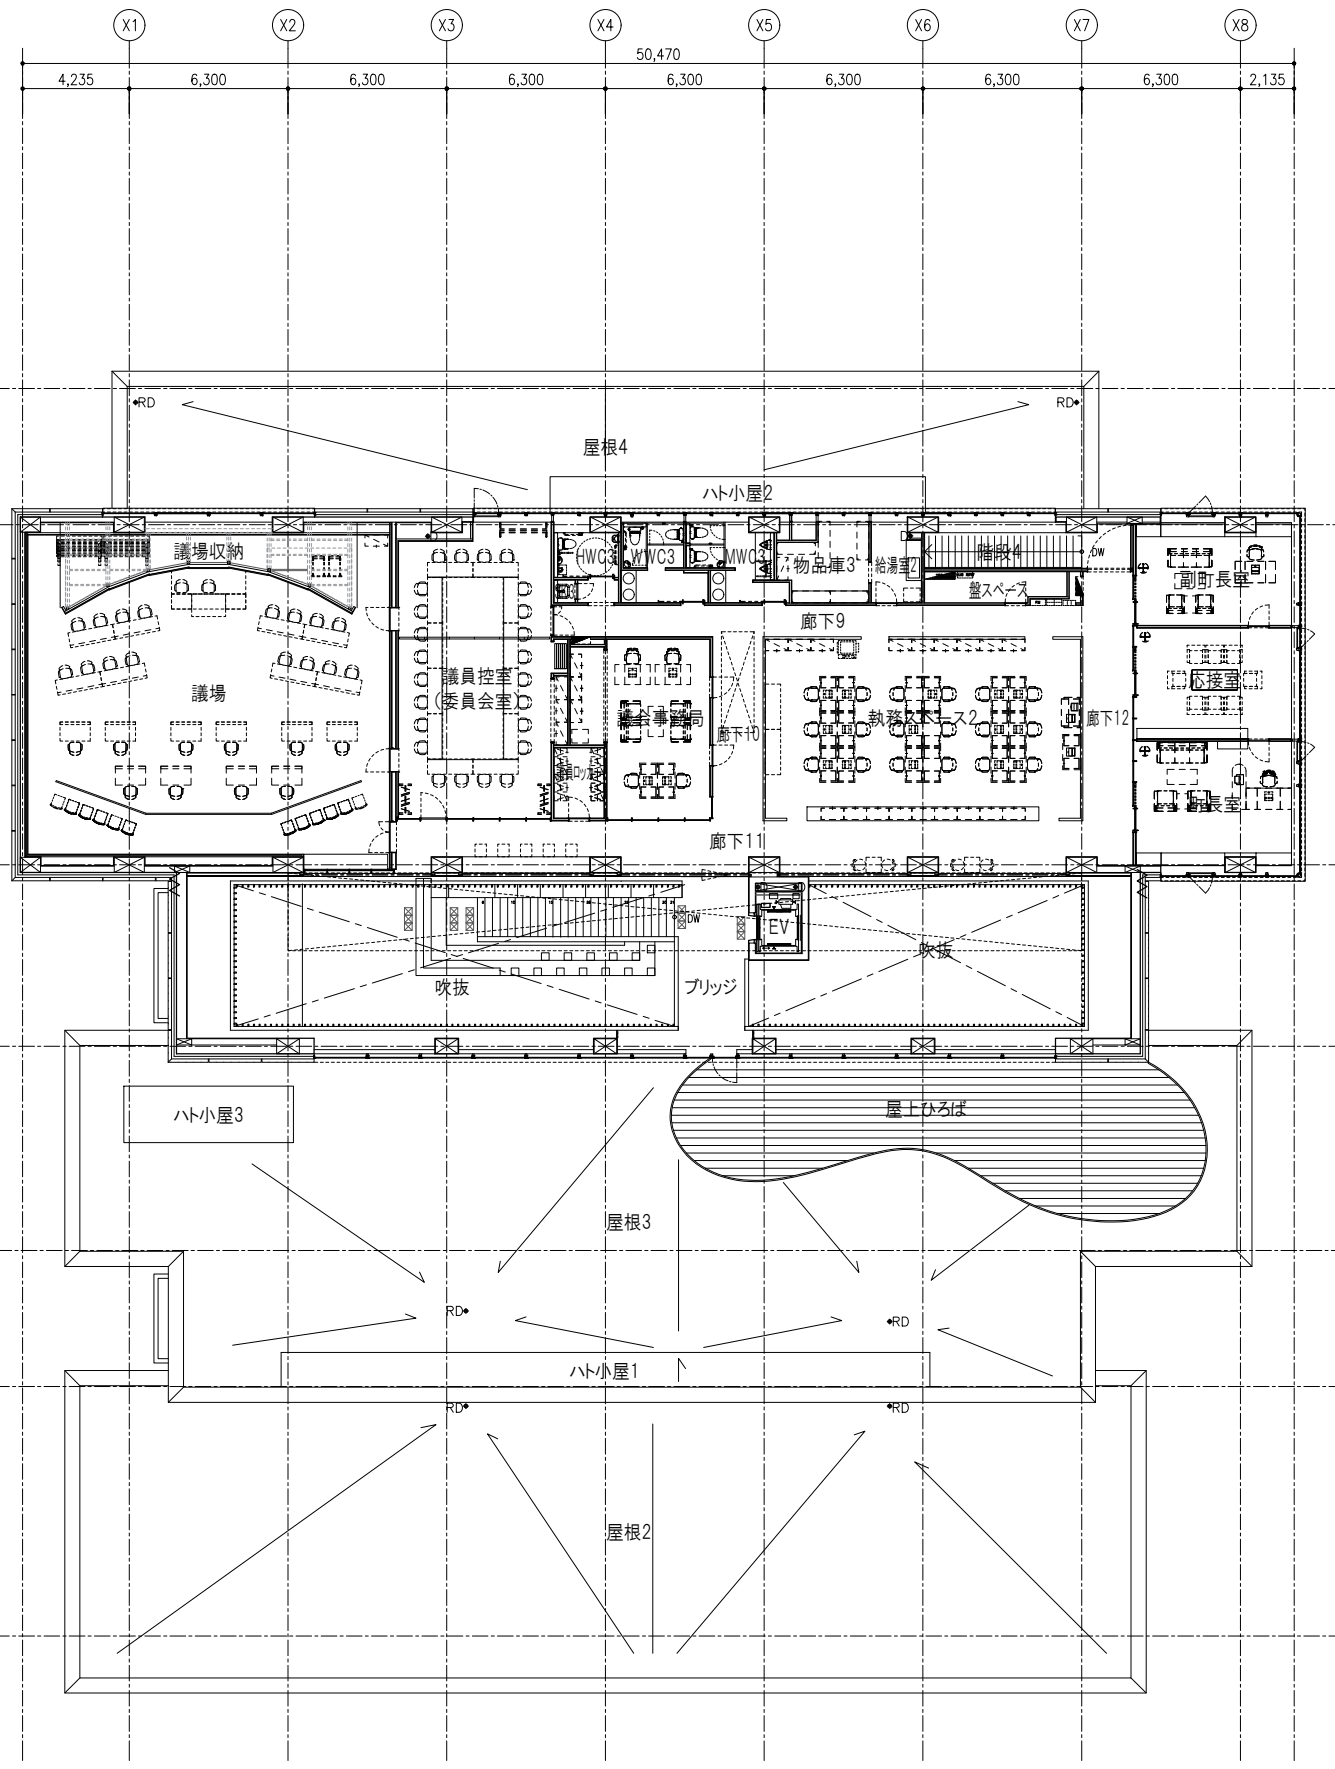 X1 X2 X3 X4 X5 X6 X7 X8
50,470
4,235 6,300 6,300 6,300 6,300 6,300 6,300 6,300 2,135
RD RD
屋根4
ハト小屋2
議場収納 HWC3 WWC3 MWC3 物品庫3 給湯室2 階段4 DW
副町長室
盤スペース
廊下9
議員控室
(委員会室)
議場
応接室
議会事務局 執務スペース2 廊下12
廊下10
町長室
廊下11
DW EV
吹抜
吹抜 ブリッジ
ハト小屋3 屋上ひろば
屋根3
RD RD
ハト小屋1
RD RD
屋根2